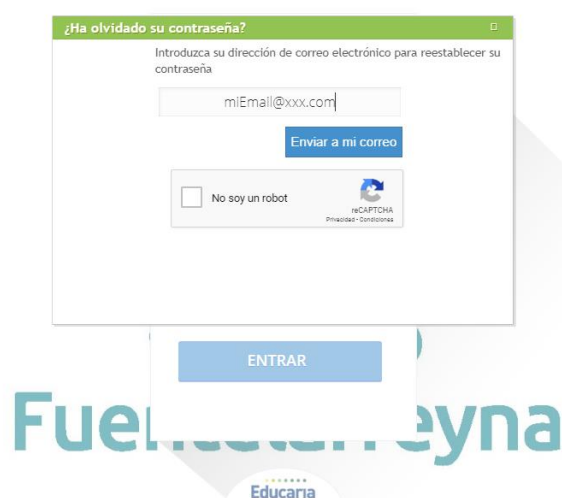 ¿Ha olvidado su contraseña?
Introduzca su dirección de correo electrónico para reestablecer su
contraseña
miEmail@xxx.com
Enviar a mi correo
No soy un robot
reCAPTCHA
Privacidad - Condiciones
ENTRAR
Educaria